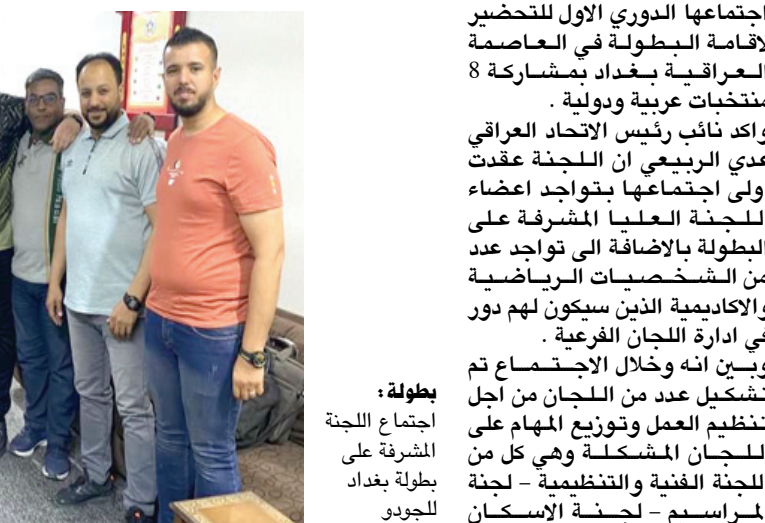 اجتماعها الدوري الاول للتحضير
لاقامة البطولة في العاصمة
العراقية بغداد بمشاركة 8
منتخبات عربية ودولية .
واكد نائب رئيس الاتحاد العراقي
عدي الربيعي ان اللجنة عقدت
اولى اجتماعها بتواجد اعضاء
اللجنة العليا المشرفة على
البطولة بالاضافة الى تواجد عدد
من الشخصيات الرياضية
والاكاديمية الذين سيكون لهم دور
في ادارة اللجان الفرعية .
وبين انه وخلال الاجتماع تم
تشكيل عدد من اللجان من اجل
تنظيم العمل وتوزيع المهام على
اللجان المشكلة وهي كل من
اللجنة الفنية والتنظيمية – لجنة
المراسيم – لجنة الاسكان
بطولة :
اجتماع اللجنة
المشرفة على
بطولة بغداد
للجودو